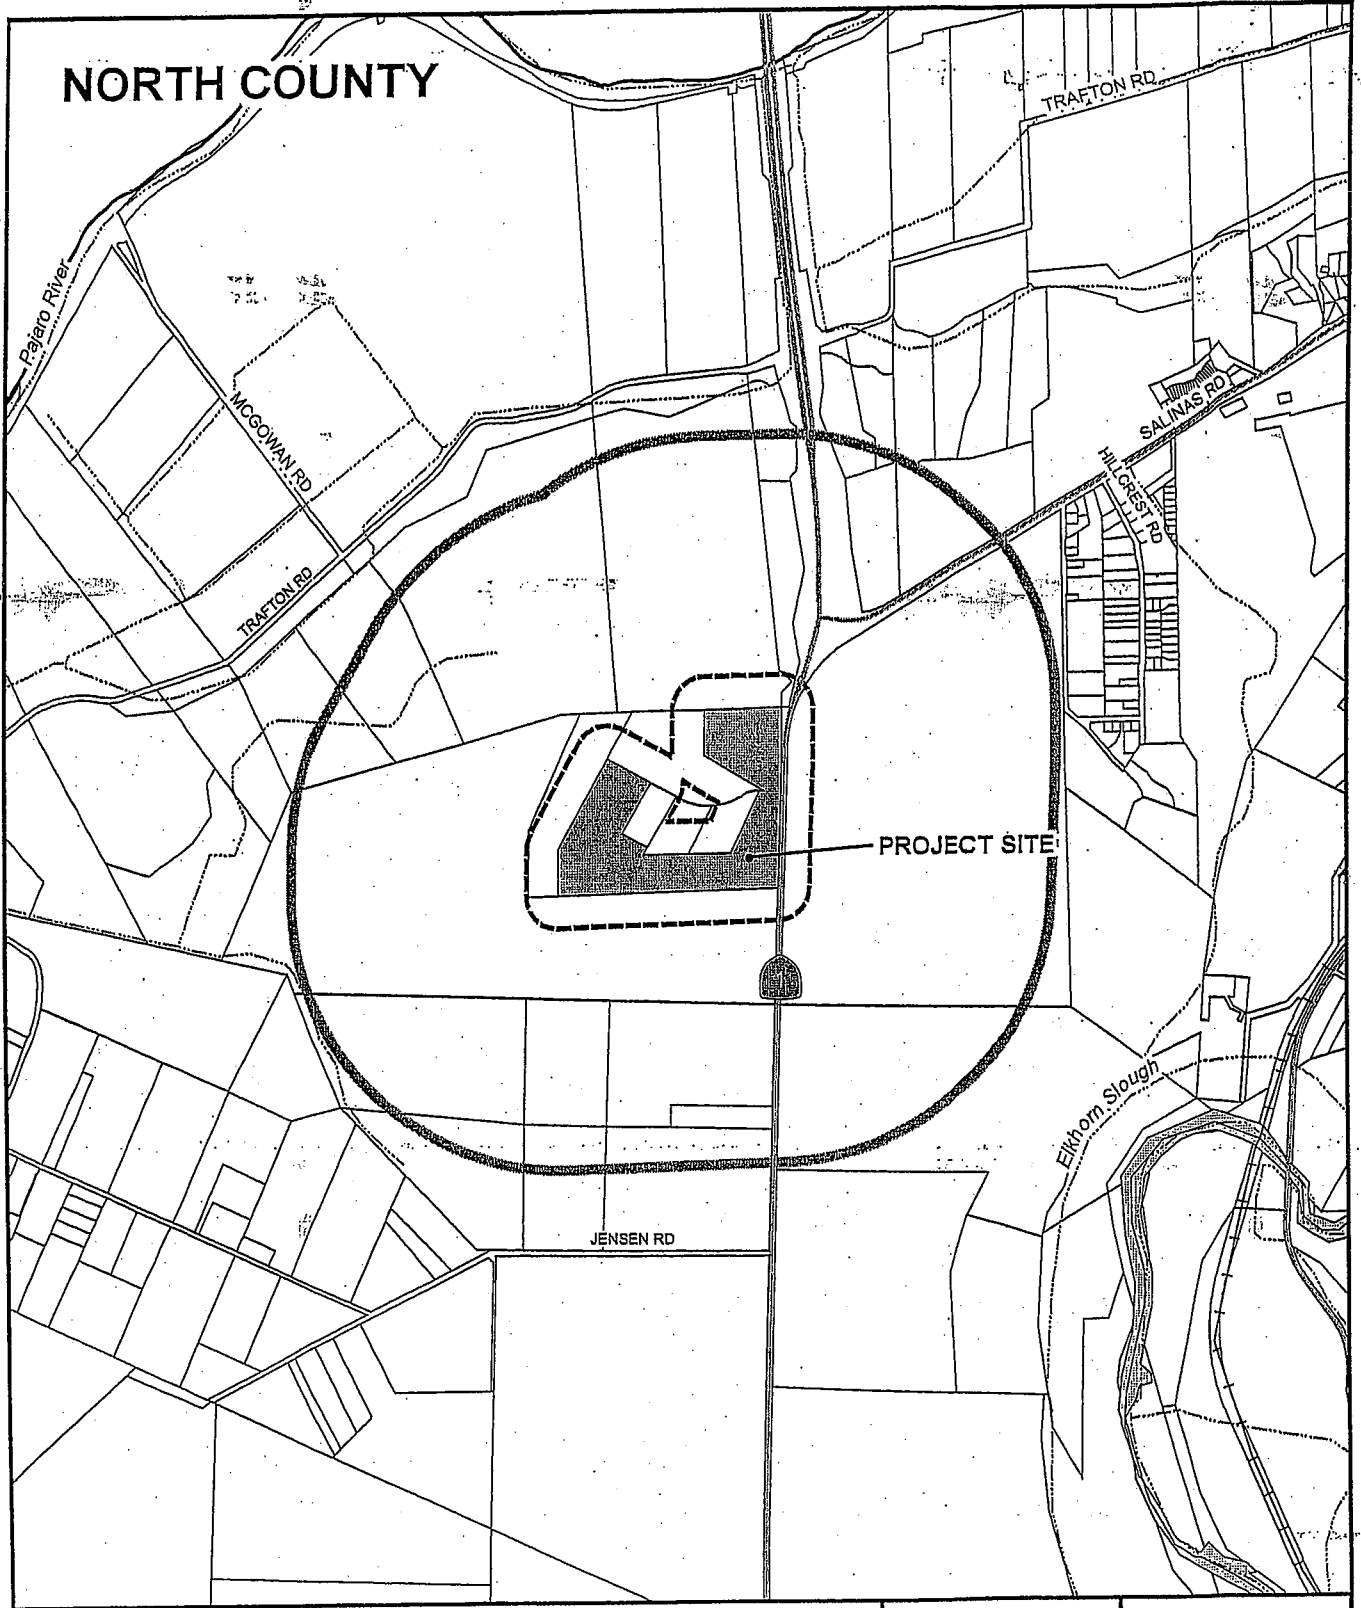 NORTH COUNTY
TRAFTON RD
Pajaro River
MCGOWAN RD
SALINAS RD
HILLCREST RD
TRAFTON RD
PROJECT SITE
1
Elkhorn Slough
JENSEN RD